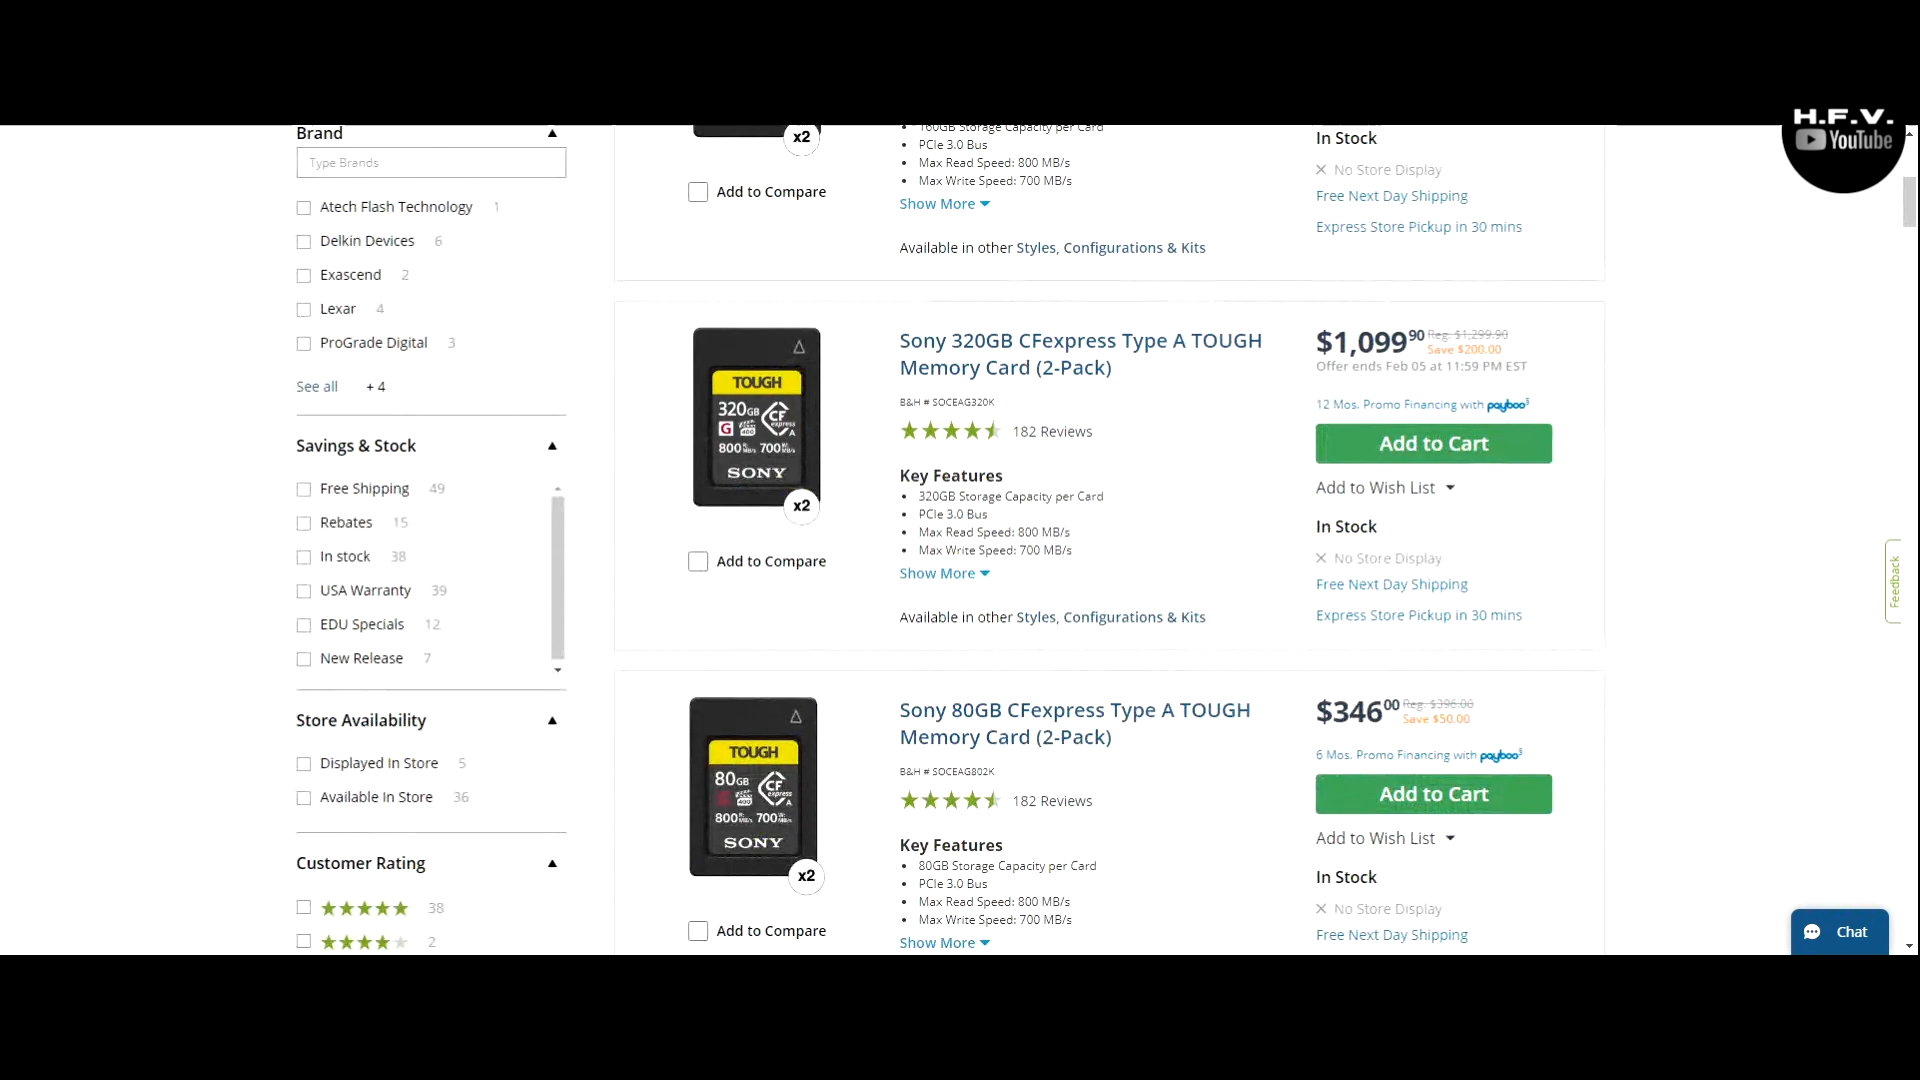 H.F.V.
YouTube
Brand
Type Brands
Atech Flash Technology 1
Delkin Devices 6
Exascend 2
Lexar 4
ProGrade Digital 3
See all + 4
Savings & Stock
Free Shipping 49
Rebates 15
In stock 38
USA Warranty 39
EDU Specials 12
New Release 7
Store Availability
Displayed In Store 5
Available In Store 36
Customer Rating
38
2
x2
Add to Compare
160GB Storage Capacity per Card
PCIe 3.0 Bus
Max Read Speed: 800 MB/s
Max Write Speed: 700 MB/s
Show More
Available in other Styles, Configurations & Kits
In Stock
No Store Display
Free Next Day Shipping
Express Store Pickup in 30 mins
TOUGH
320GB
CF
express
A
G
400
800 700
SONY
x2
Add to Compare
Sony 320GB CFexpress Type A TOUGH
Memory Card (2-Pack)
B&H # SOCEAG320K
182 Reviews
Key Features
320GB Storage Capacity per Card
PCIe 3.0 Bus
Max Read Speed: 800 MB/s
Max Write Speed: 700 MB/s
Show More
Available in other Styles, Configurations & Kits
$1,099.90 Reg. $1,299.90
Save $200.00
Offer ends Feb 05 at 11:59 PM EST
12 Mos. Promo Financing with payboo§
Add to Cart
Add to Wish List
In Stock
No Store Display
Free Next Day Shipping
Express Store Pickup in 30 mins
TOUGH
80GB
CF
express
A
400
800 700
SONY
x2
Add to Compare
Sony 80GB CFexpress Type A TOUGH
Memory Card (2-Pack)
B&H # SOCEAG802K
182 Reviews
Key Features
80GB Storage Capacity per Card
PCIe 3.0 Bus
Max Read Speed: 800 MB/s
Max Write Speed: 700 MB/s
Show More
$346.00 Reg. $396.00
Save $50.00
6 Mos. Promo Financing with payboo§
Add to Cart
Add to Wish List
In Stock
No Store Display
Free Next Day Shipping
Feedback
Chat